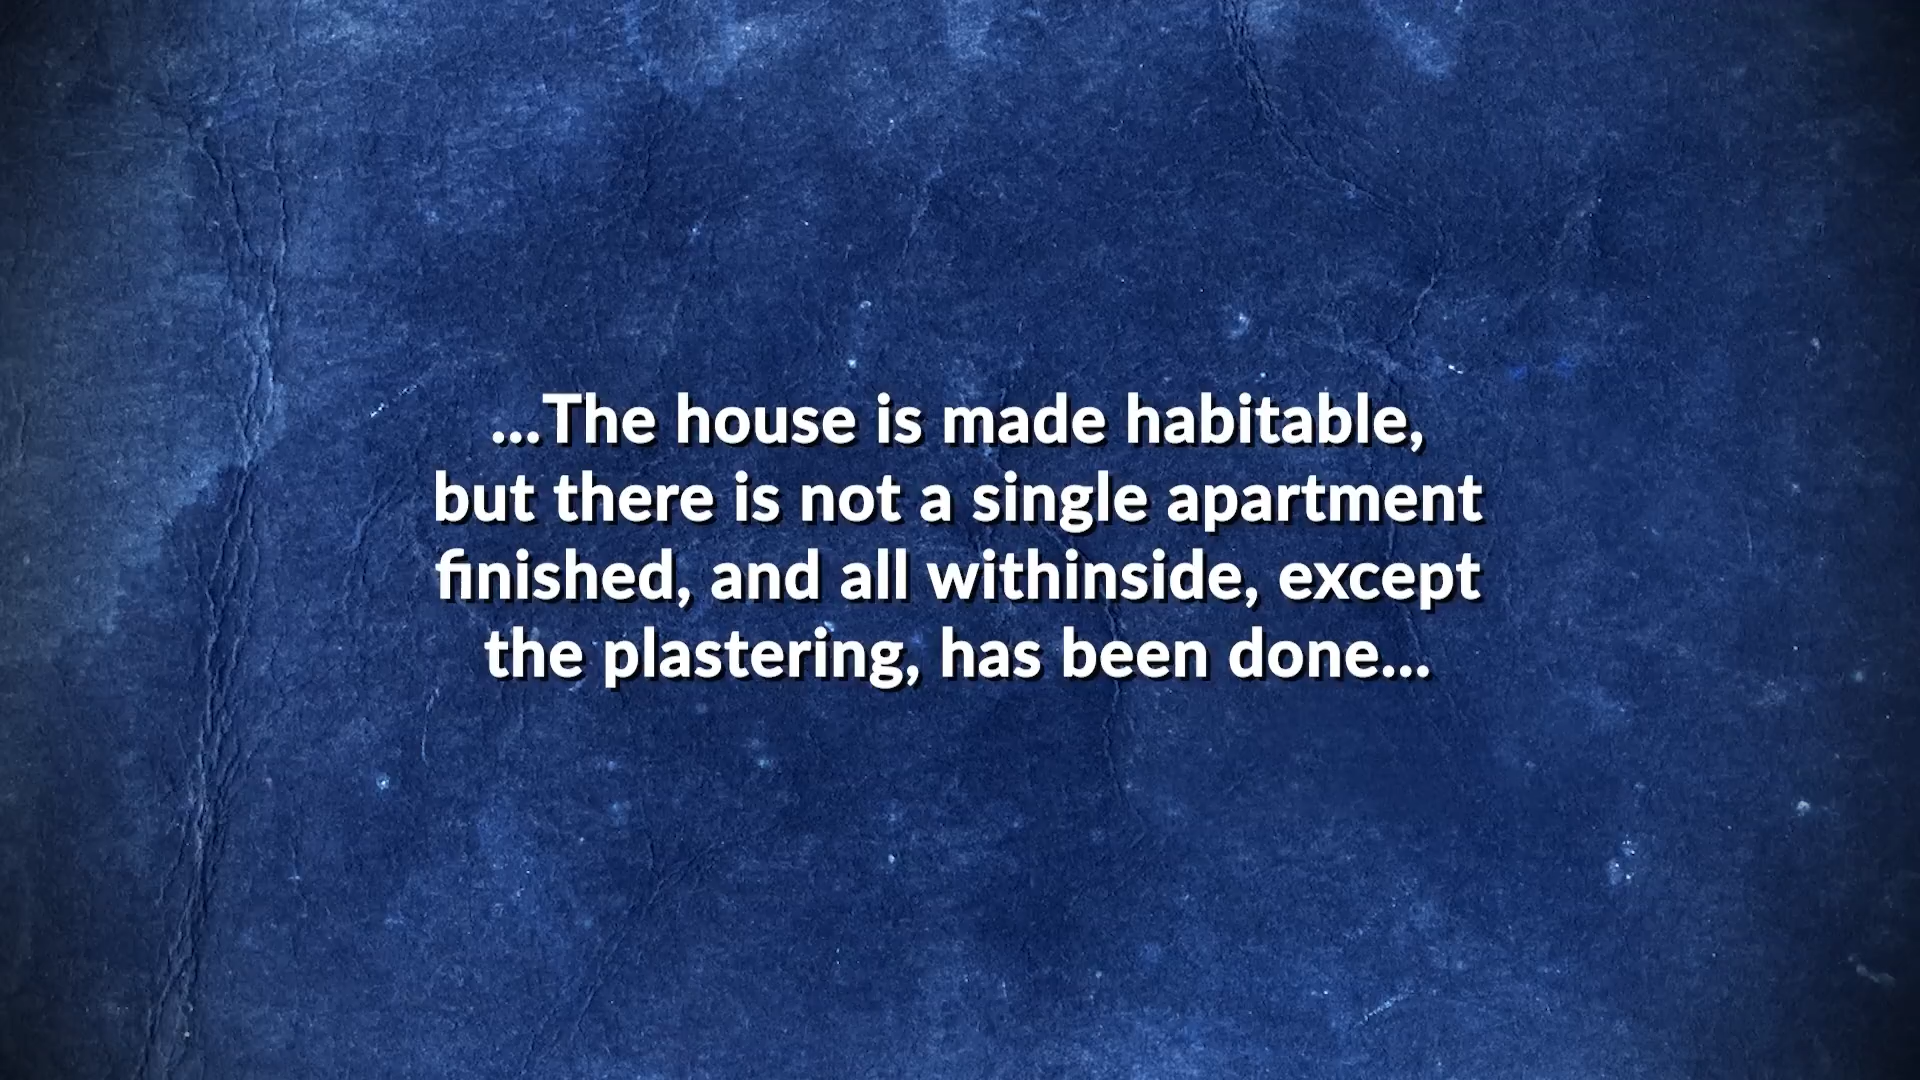 ...The house is made habitable,
but there is not a single apartment
finished, and all withinside, except
the plastering, has been done...